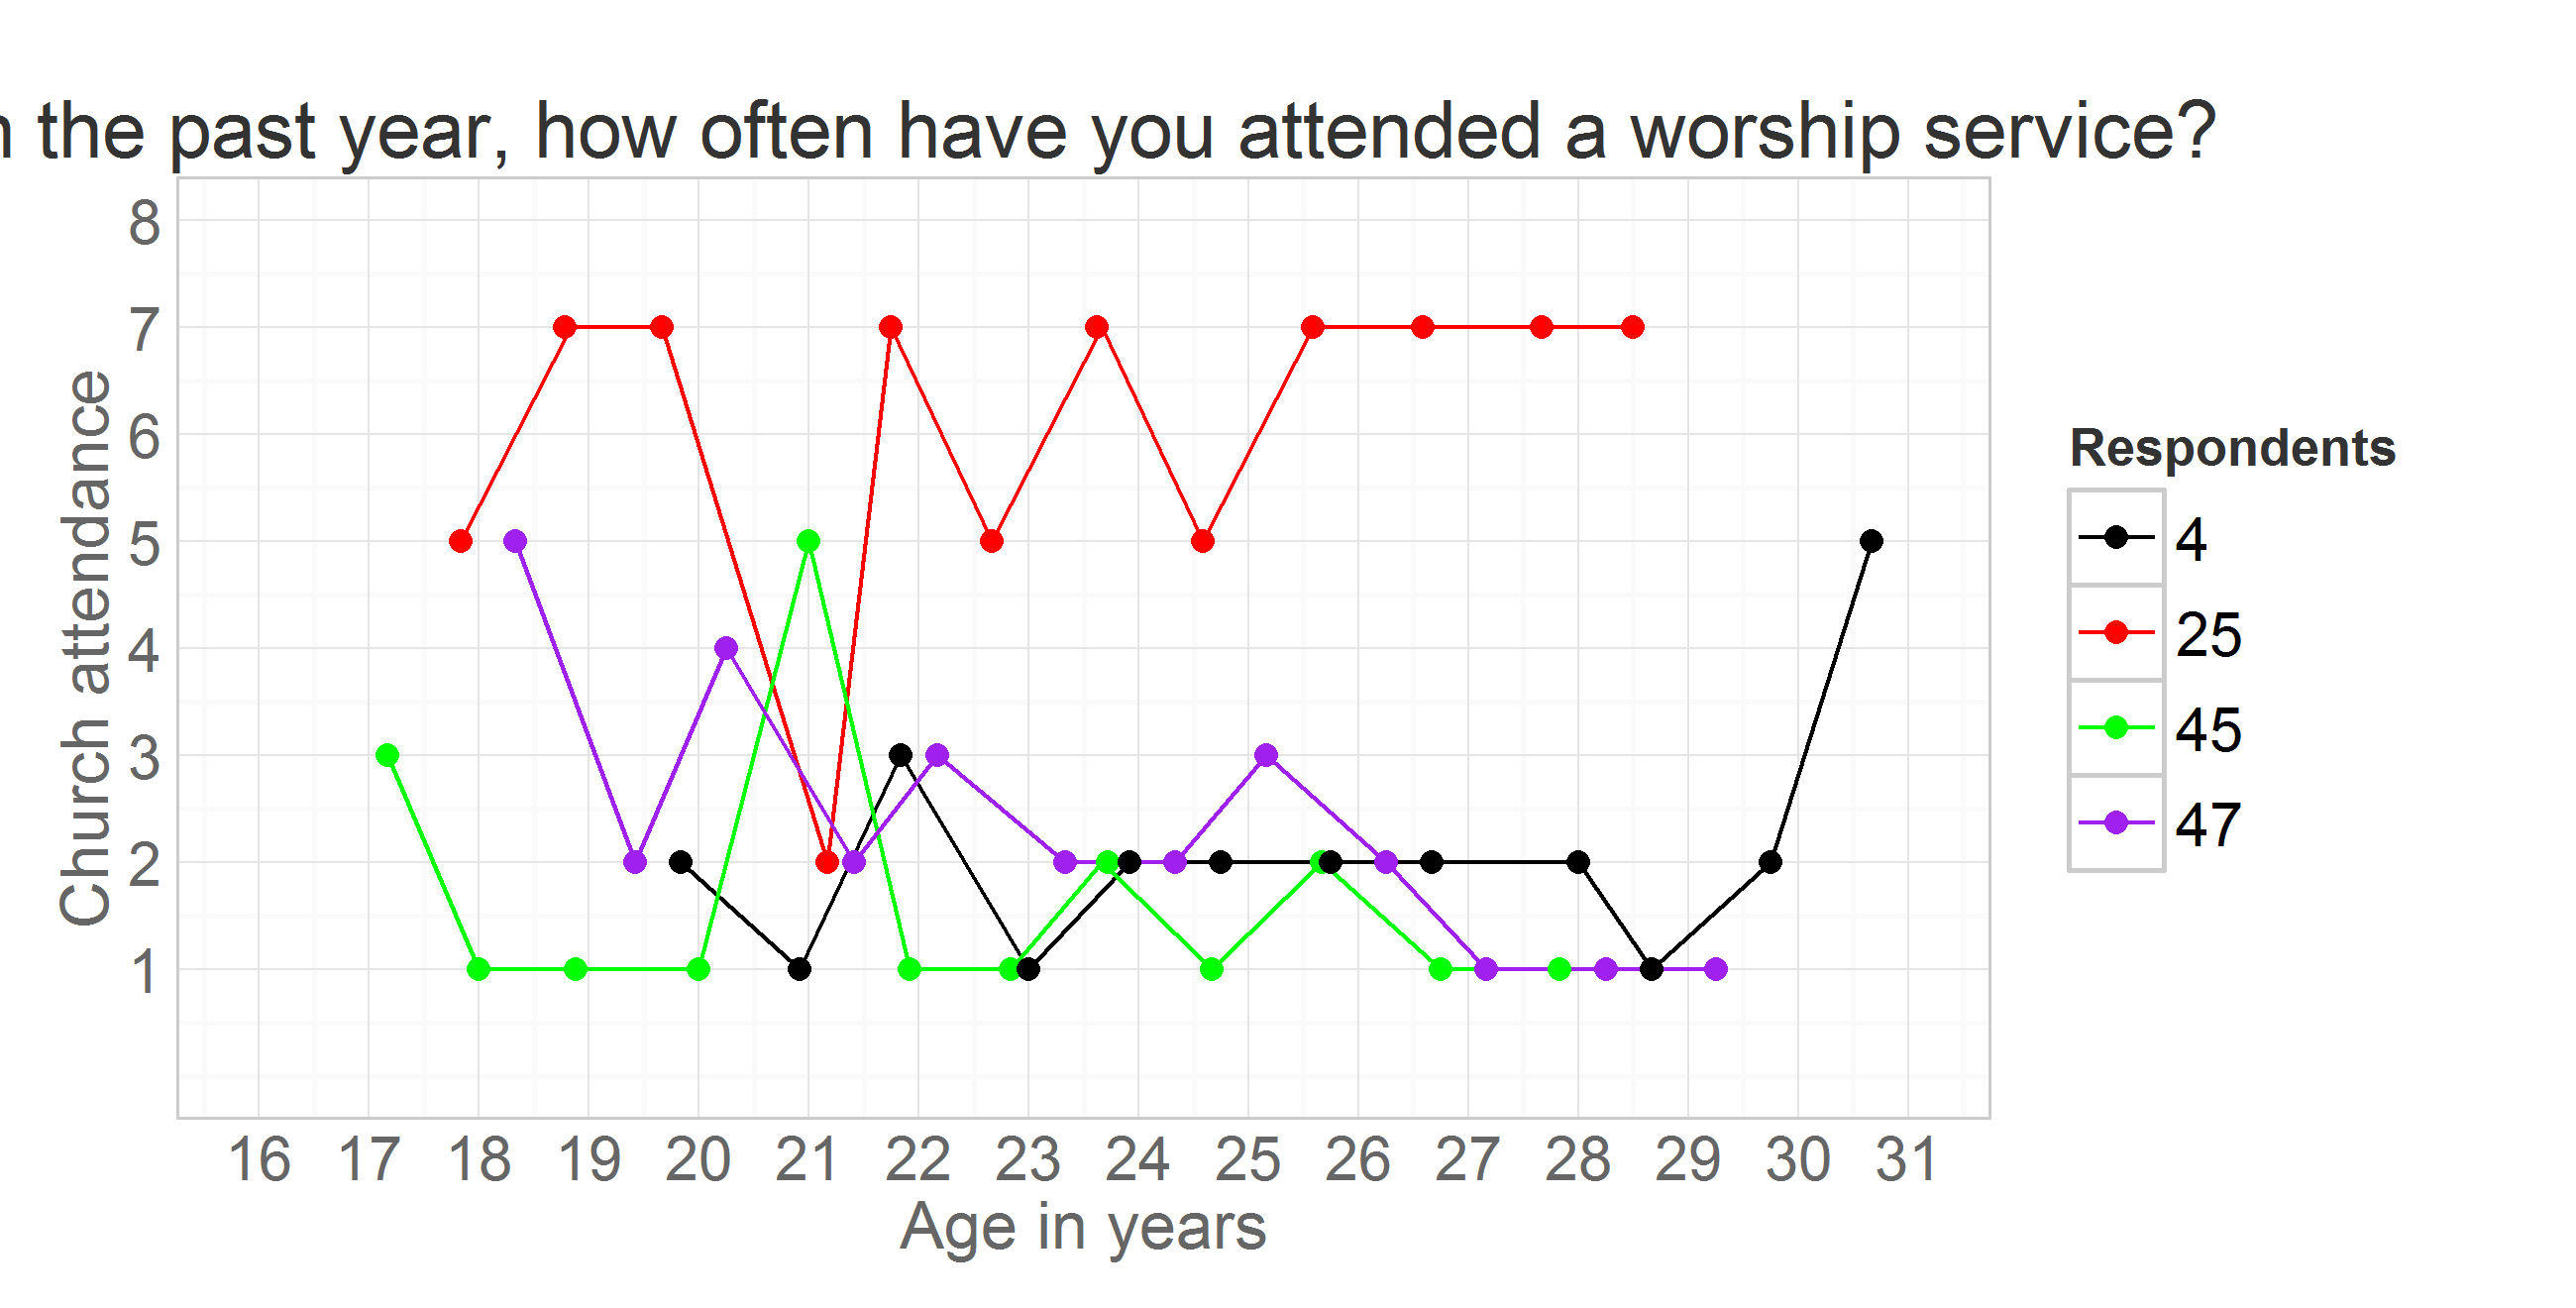 n the past year, how often have you attended a worship service?
Church attendance
8
7
6
5
4
3
2
1
16 17 18 19 20 21 22 23 24 25 26 27 28 29 30 31
Age in years
Respondents
4
25
45
47